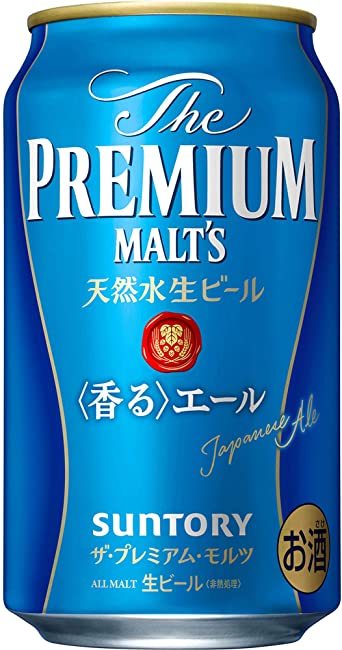 The
PREMIUM
MALT'S
天然水生ビール
〈香る〉エール
Japanese Ale
SUNTORY
ザ・プレミアム・モルツ
ALL MALT 生ビール〈非熱処理〉
さけ
お酒